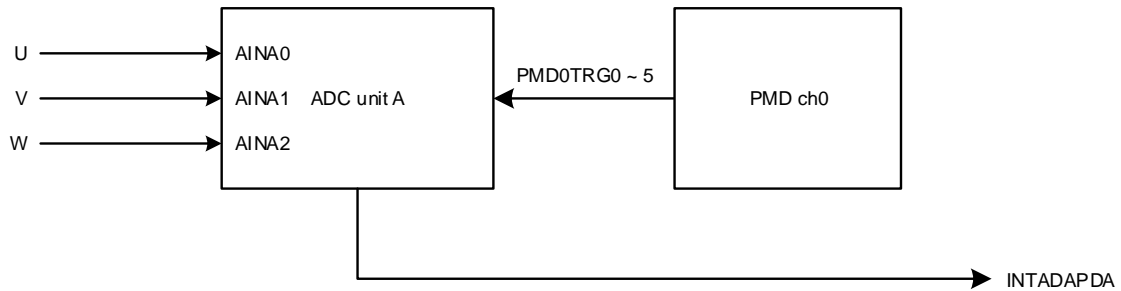 U
AINA0
V
AINA1
ADC unit A
PMD0TRG0 ~ 5
PMD ch0
W
AINA2
INTADAPDA